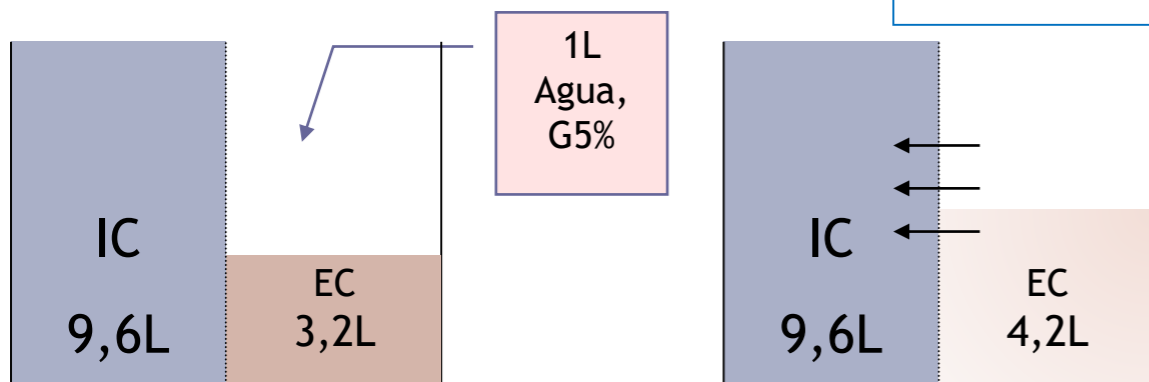 1L
Agua,
G5%
IC
9,6L
EC
3,2L
IC
9,6L
EC
4,2L